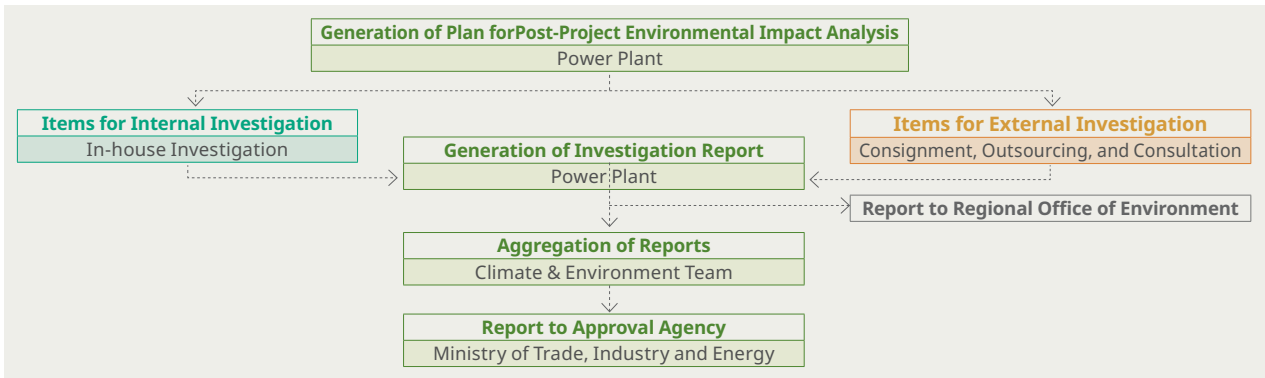 Generation of Plan forPost-Project Environmental Impact Analysis
Power Plant
Items for Internal Investigation
In-house Investigation
Items for External Investigation
Consignment, Outsourcing, and Consultation
Generation of Investigation Report
Power Plant
Report to Regional Office of Environment
Aggregation of Reports
Climate & Environment Team
Report to Approval Agency
Ministry of Trade, Industry and Energy